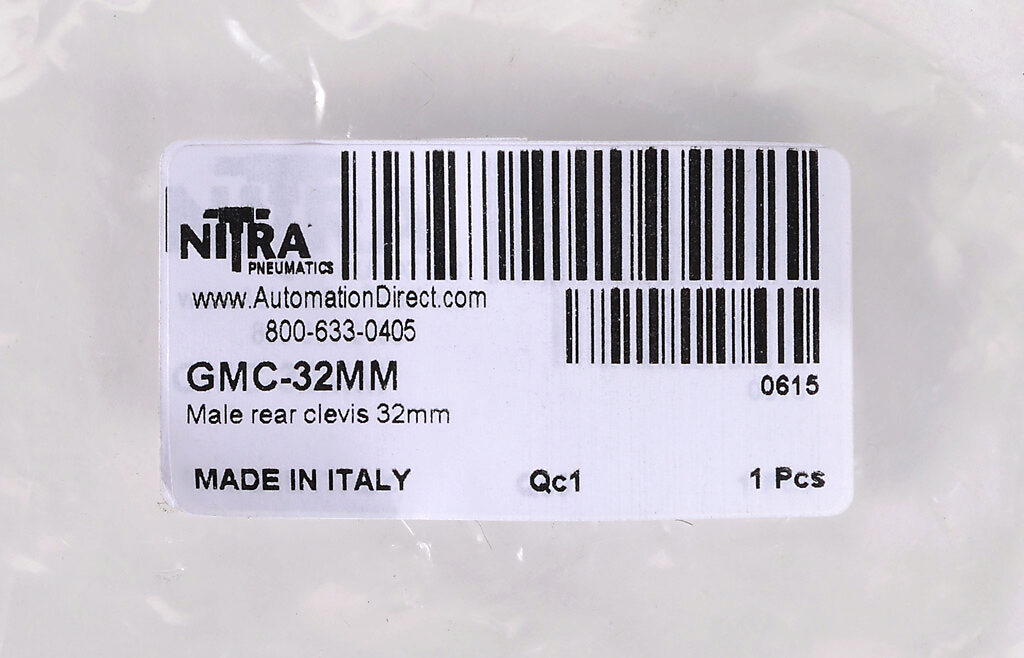 NITRA
PNEUMATICS
www.AutomationDirect.com
800-633-0405
GMC-32MM
0615
Male rear clevis 32mm
MADE IN ITALY Qc1 1 Pcs